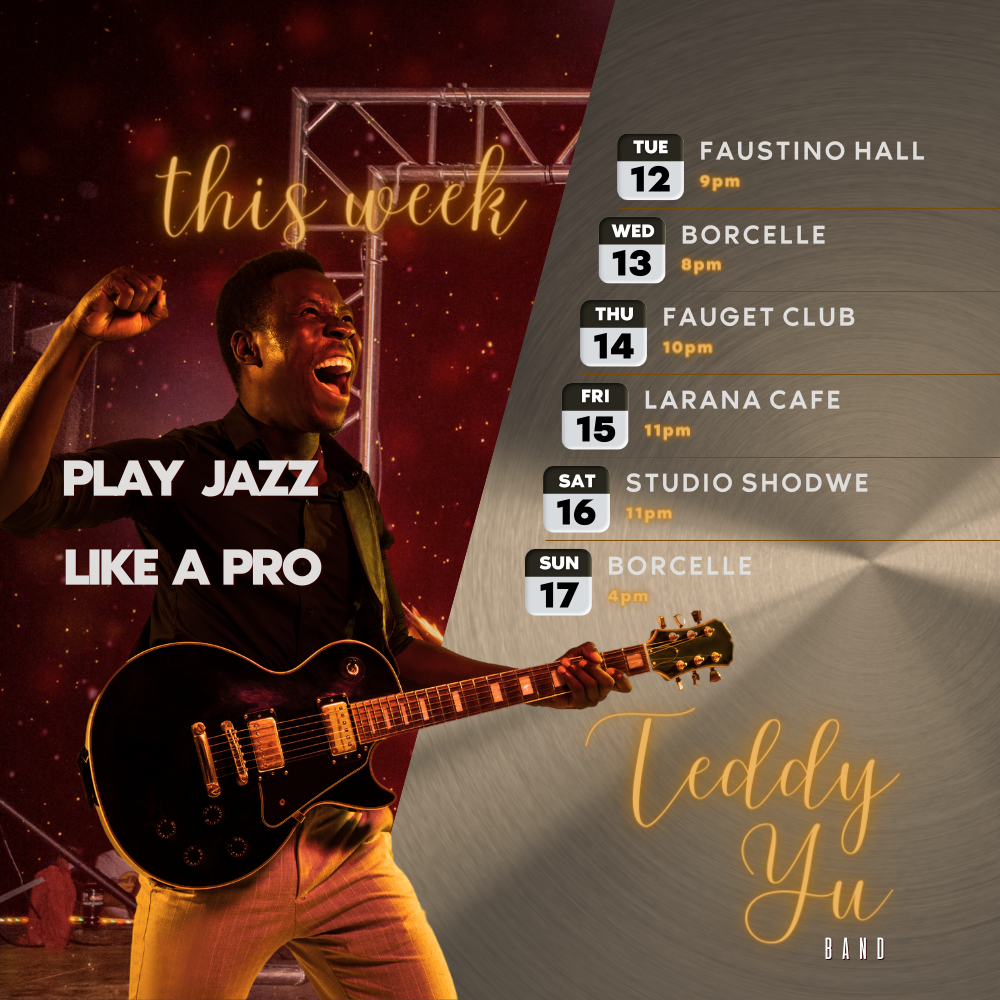 this week
PLAY JAZZ
LIKE A PRO
TUE
12
FAUSTINO HALL
9pm
WED
13
BORCELLE
8pm
THU
14
FAUGET CLUB
10pm
FRI
15
LARANA CAFE
11pm
SAT
16
STUDIO SHODWE
11pm
SUN
17
BORCELLE
4pm
Teddy
Yu
BAND